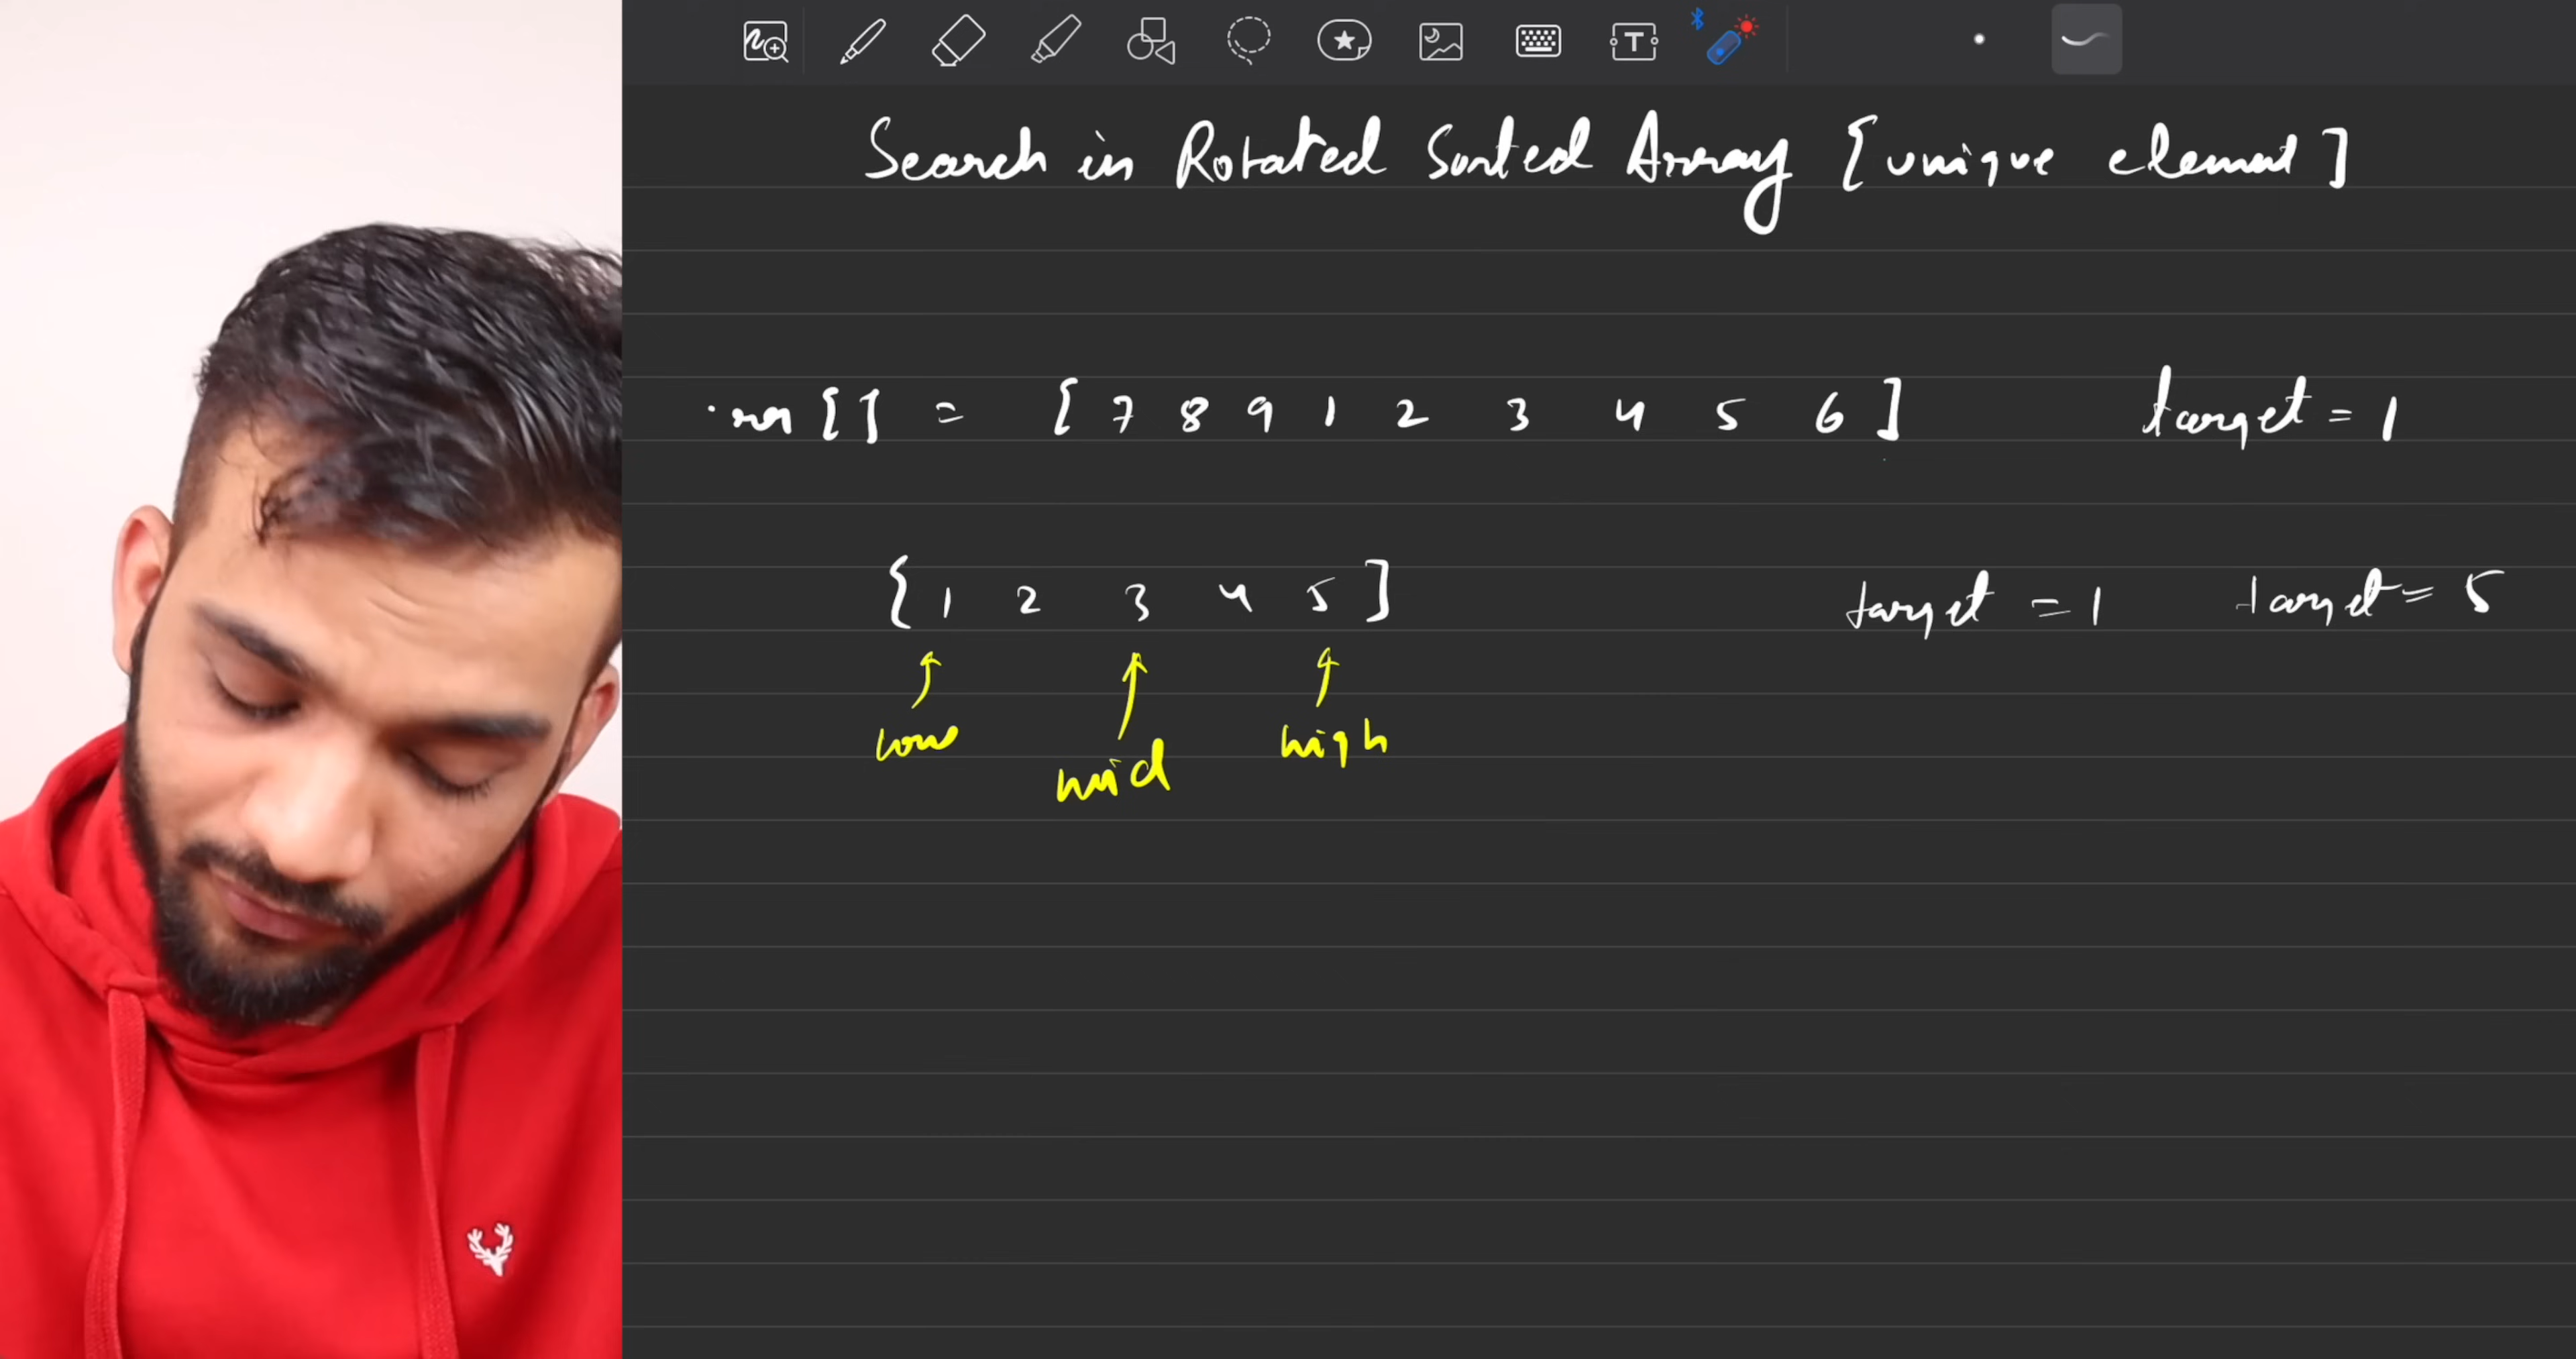 Search in Rotated Sorted Array [unique element]
arr[] = [ 7 8 9 1 2 3 4 5 6 ] target = 1
[ 1 2 3 4 5 ] target = 1 target = 5
low mid high